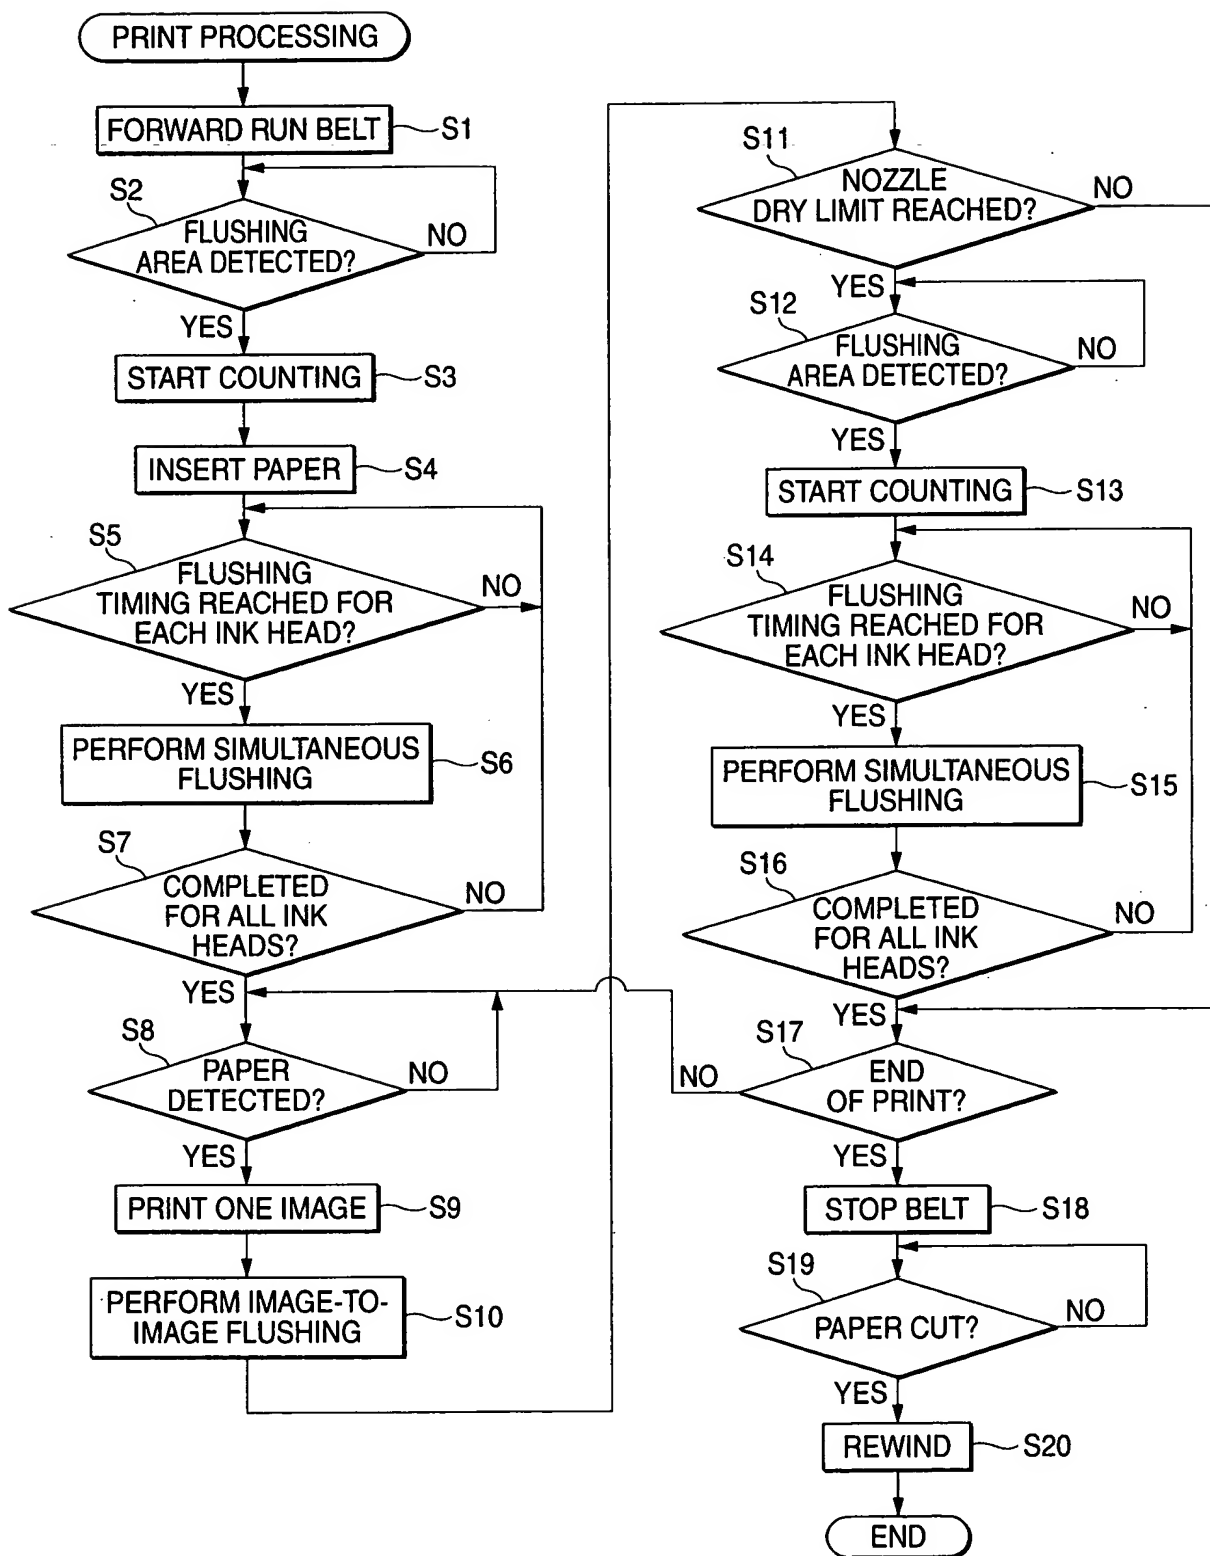 PRINT PROCESSING
FORWARD RUN BELT
S1
S2
FLUSHING
AREA DETECTED?
NO
YES
START COUNTING
S3
INSERT PAPER
S4
S5
FLUSHING
TIMING REACHED FOR
EACH INK HEAD?
NO
YES
PERFORM SIMULTANEOUS
FLUSHING
S6
S7
COMPLETED
FOR ALL INK
HEADS?
NO
YES
S8
PAPER
DETECTED?
NO
YES
PRINT ONE IMAGE
S9
PERFORM IMAGE-TO-
IMAGE FLUSHING
S10
S11
NOZZLE
DRY LIMIT REACHED?
NO
YES
S12
FLUSHING
AREA DETECTED?
NO
YES
START COUNTING
S13
S14
FLUSHING
TIMING REACHED FOR
EACH INK HEAD?
NO
YES
PERFORM SIMULTANEOUS
FLUSHING
S15
S16
COMPLETED
FOR ALL INK
HEADS?
NO
YES
S17
END
OF PRINT?
NO
YES
STOP BELT
S18
S19
PAPER CUT?
NO
YES
REWIND
S20
END